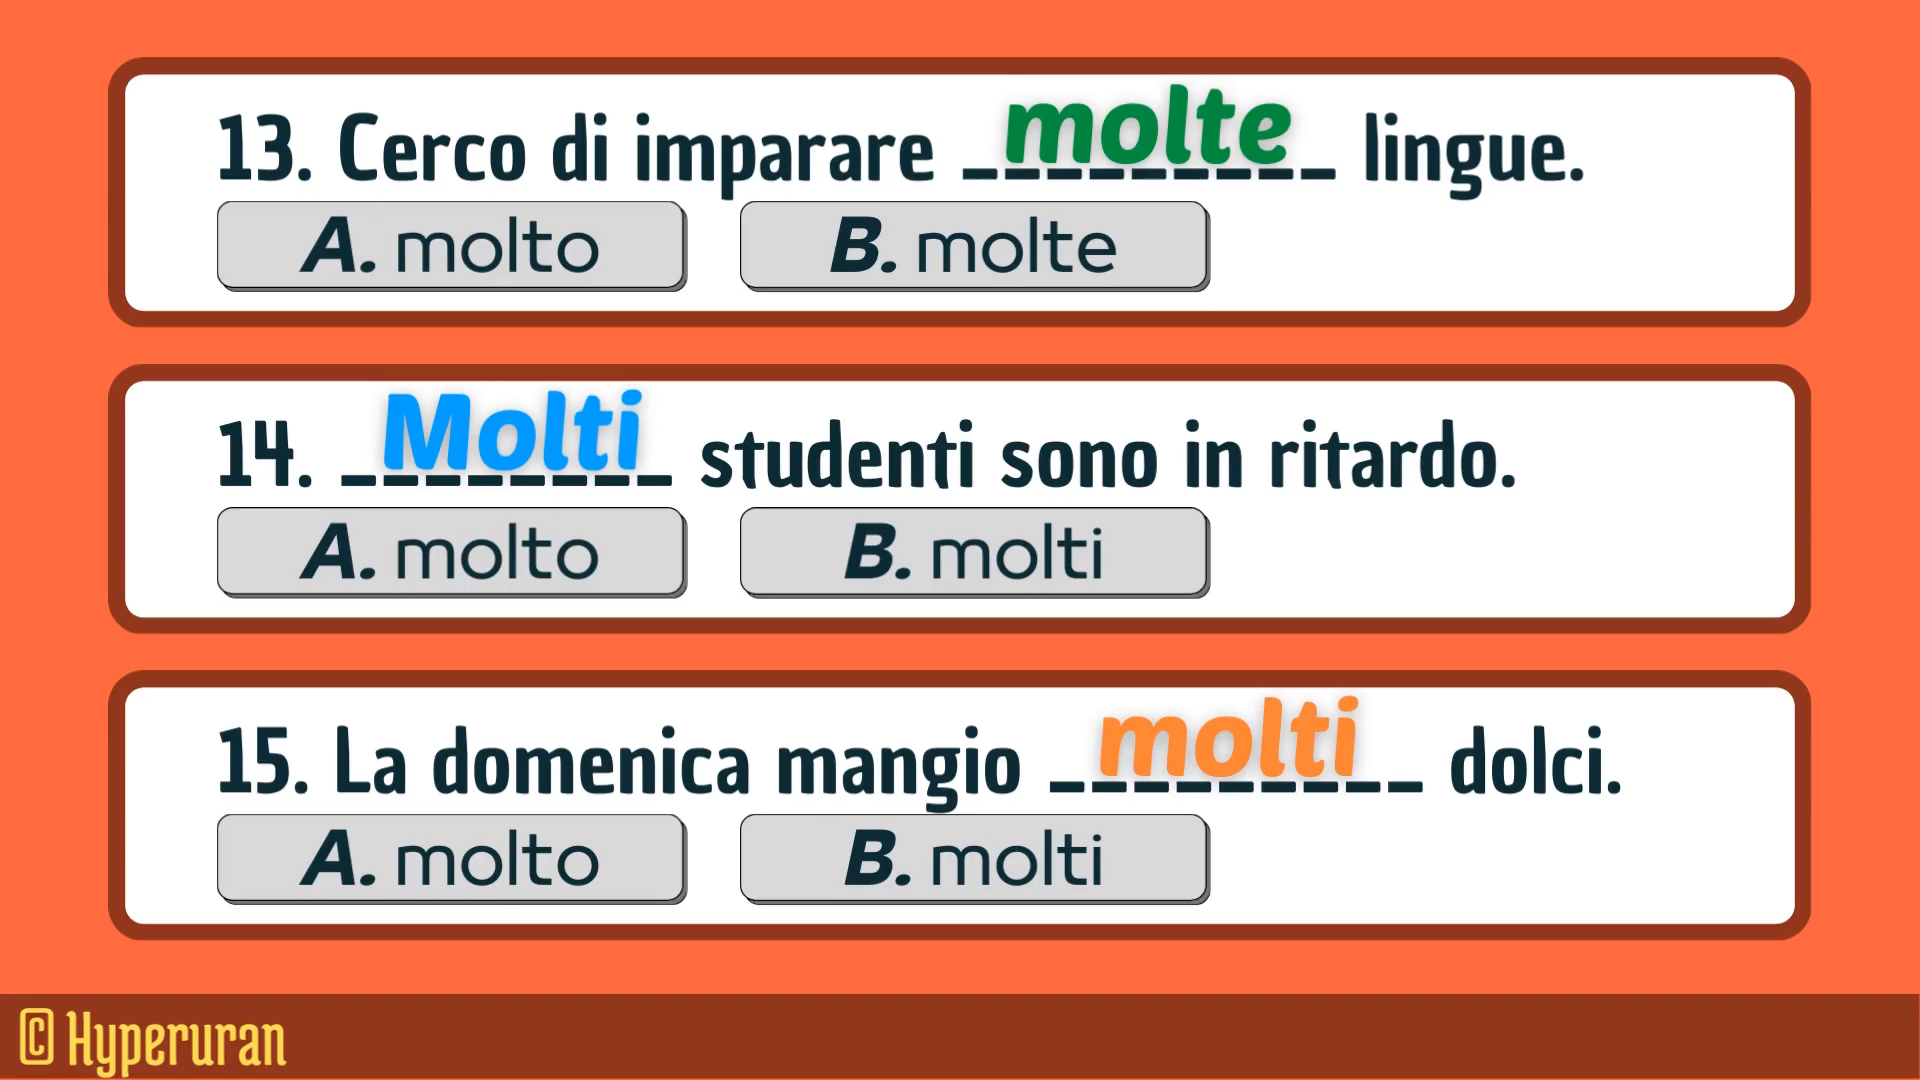 13. Cerco di imparare molte lingue.
A. molto B. molte
14. Molti studenti sono in ritardo.
A. molto B. molti
15. La domenica mangio molti dolci.
A. molto B. molti
© Hyperuran